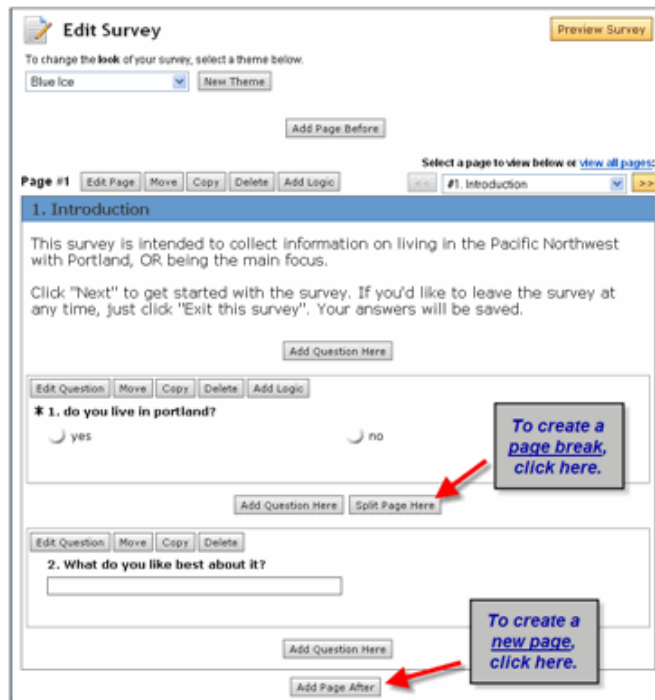 Edit Survey
Preview Survey
To change the look of your survey, select a theme below.
Blue Ice
New Theme
Add Page Before
Select a page to view below or view all pages:
Page #1 Edit Page Move Copy Delete Add Logic << #1. Introduction >>
1. Introduction
This survey is intended to collect information on living in the Pacific Northwest
with Portland, OR being the main focus.
Click "Next" to get started with the survey. If you'd like to leave the survey at
any time, just click "Exit this survey". Your answers will be saved.
Add Question Here
Edit Question Move Copy Delete Add Logic
* 1. do you live in portland?
yes no
To create a
page break,
click here.
Add Question Here Split Page Here
Edit Question Move Copy Delete
2. What do you like best about it?
To create a
new page,
click here.
Add Question Here
Add Page After